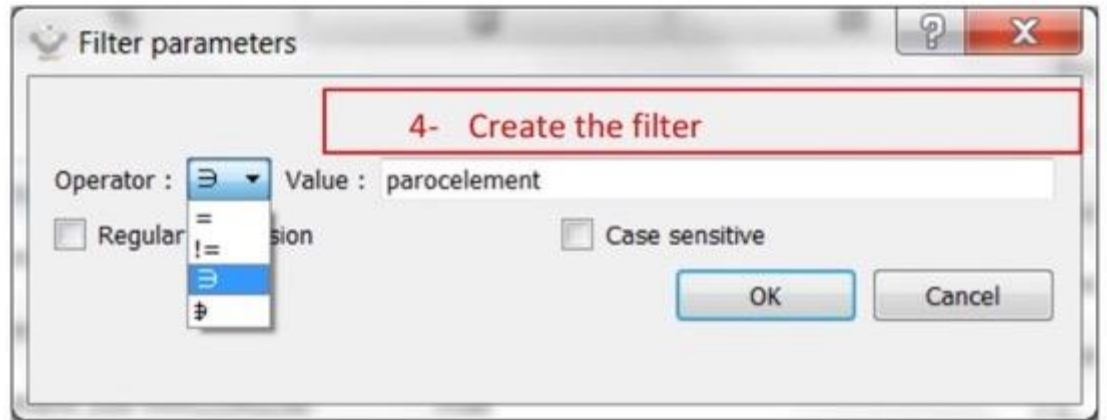 Filter parameters
4- Create the filter
Operator : ∋ Value : parocelement
=
Regular sion Case sensitive
!=
∋
∌
OK Cancel